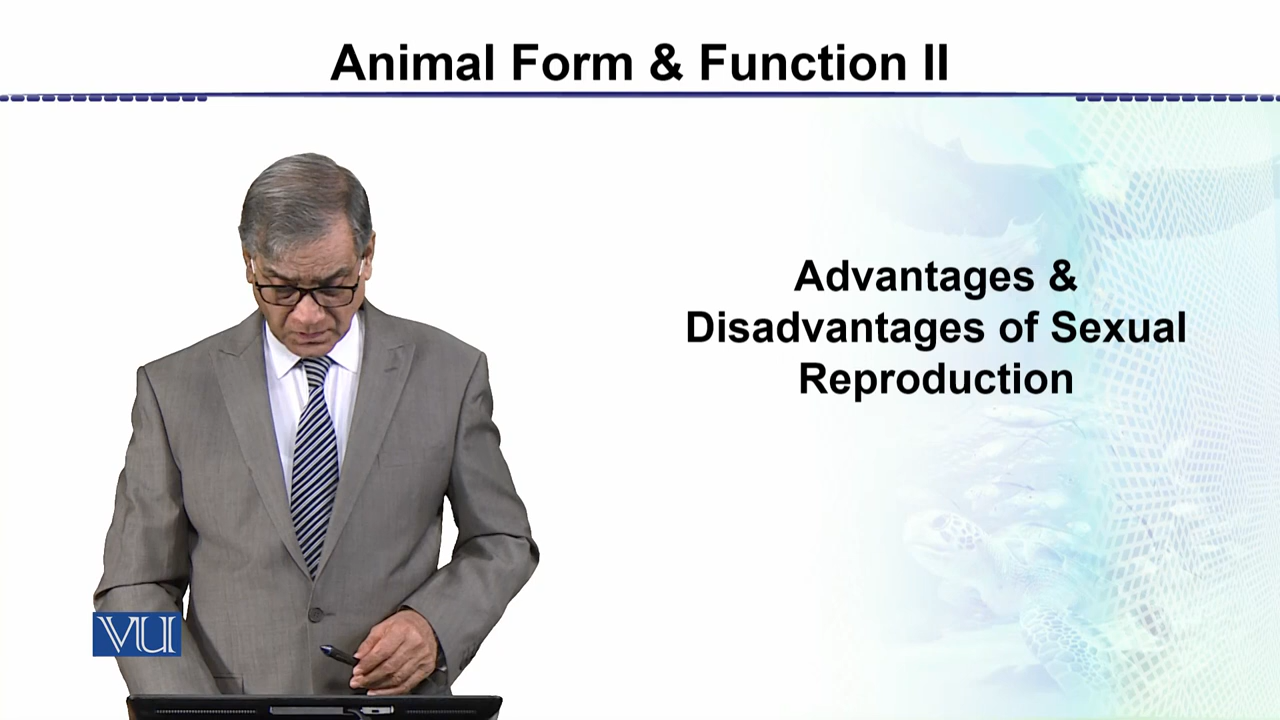 Animal Form & Function II
Advantages &
Disadvantages of Sexual
Reproduction
VU